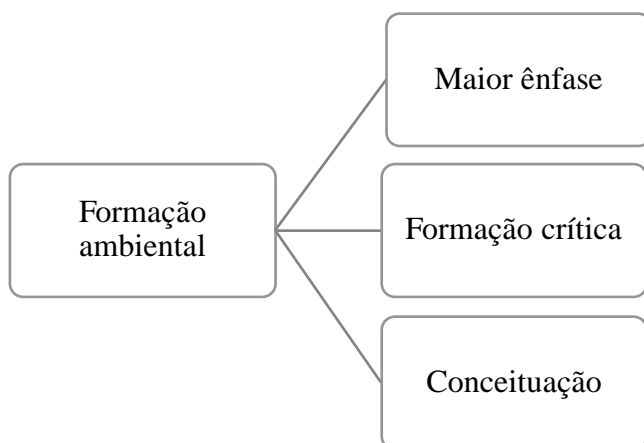 Maior ênfase
Formação
ambiental
Formação crítica
Conceituação